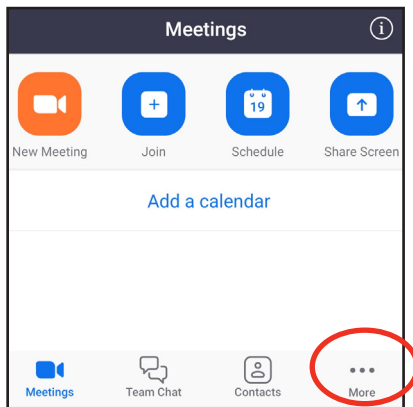 Meetings
i
19
New Meeting Join Schedule Share Screen
Add a calendar
Meetings Team Chat Contacts More